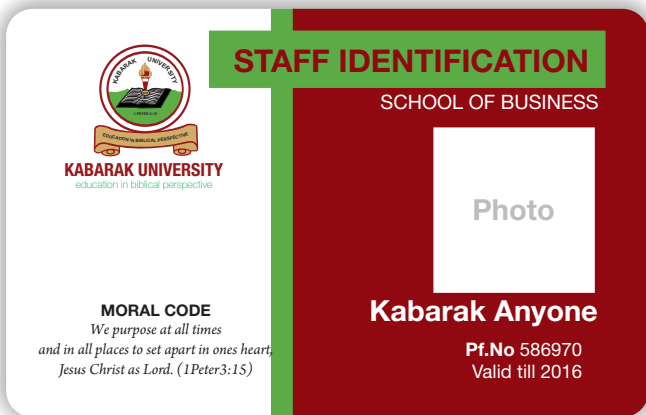 KABARAK UNIVERSITY
1PETER 3:15
EDUCATION IN BIBLICAL PERSPECTIVE
KABARAK UNIVERSITY
education in biblical perspective
MORAL CODE
We purpose at all times
and in all places to set apart in ones heart,
Jesus Christ as Lord. (1Peter3:15)
STAFF IDENTIFICATION
SCHOOL OF BUSINESS
Photo
Kabarak Anyone
Pf.No 586970
Valid till 2016